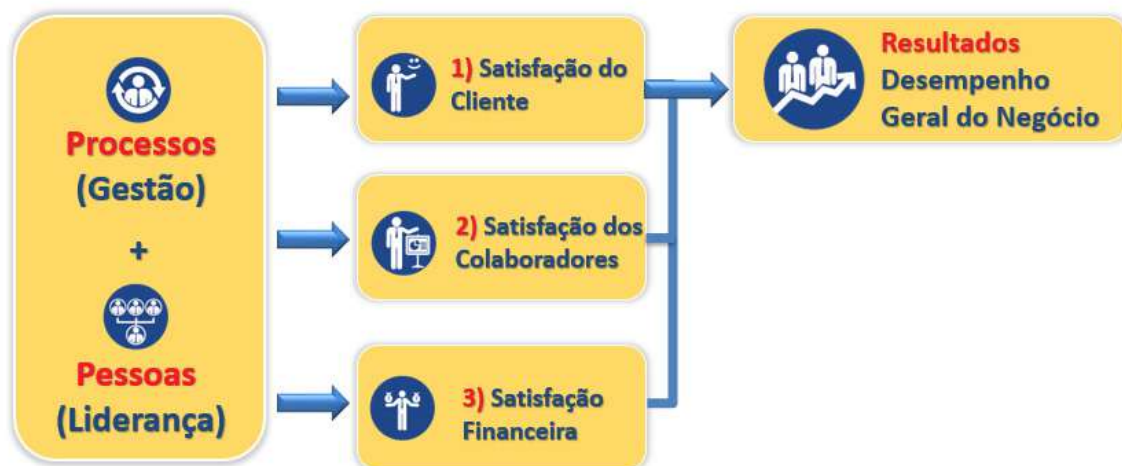 Processos
(Gestão)
+
Pessoas
(Liderança)
1) Satisfação do
Cliente
2) Satisfação dos
Colaboradores
3) Satisfação
Financeira
Resultados
Desempenho
Geral do Negócio